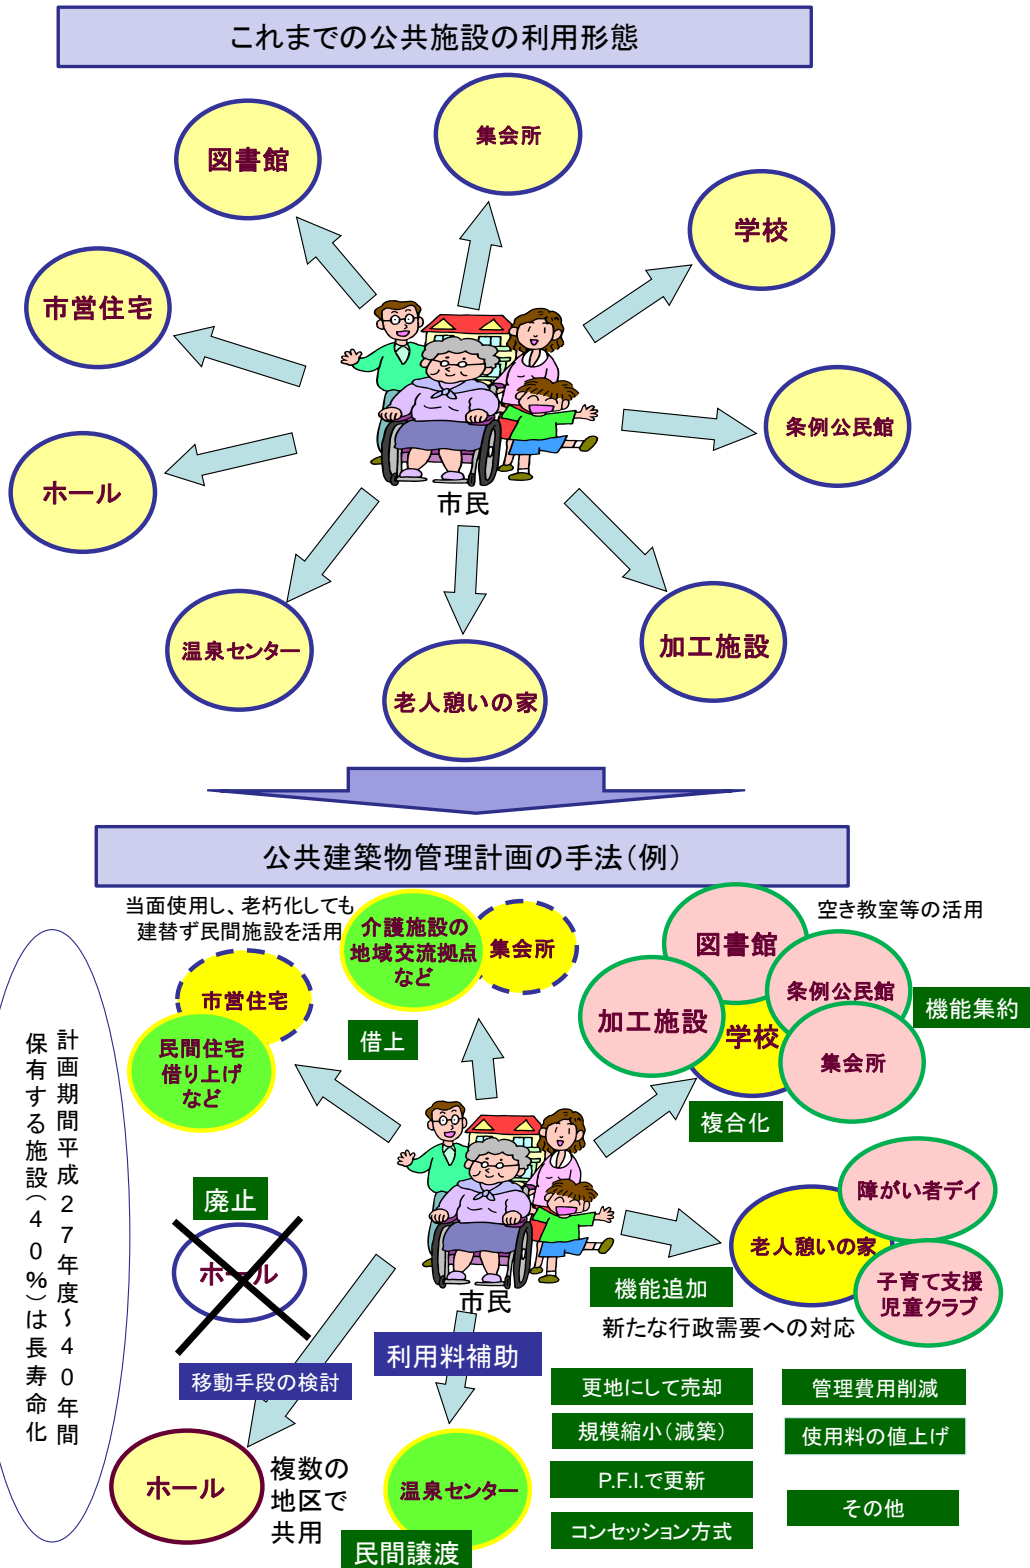 これまでの公共施設の利用形態
集会所
図書館
学校
市営住宅
条例公民館
ホール
市民
加工施設
温泉センター
老人憩いの家
公共建築物管理計画の手法(例)
当面使用し、老朽化しても
建替ず民間施設を活用
介護施設の
地域交流拠点
など
集会所
空き教室等の活用
図書館
市営住宅
条例公民館
機能集約
加工施設
学校
借上
民間住宅
借り上げ
など
集会所
複合化
計画期間平成27年度~40年間
保有する施設(40%)は長寿命化
廃止
ホール
障がい者デイ
老人憩いの家
子育て支援
児童クラブ
機能追加
市民
新たな行政需要への対応
利用料補助
移動手段の検討
更地にして売却
管理費用削減
規模縮小(減築)
使用料の値上げ
P.F.I.で更新
ホール
複数の
地区で
共用
温泉センター
その他
コンセッション方式
民間譲渡